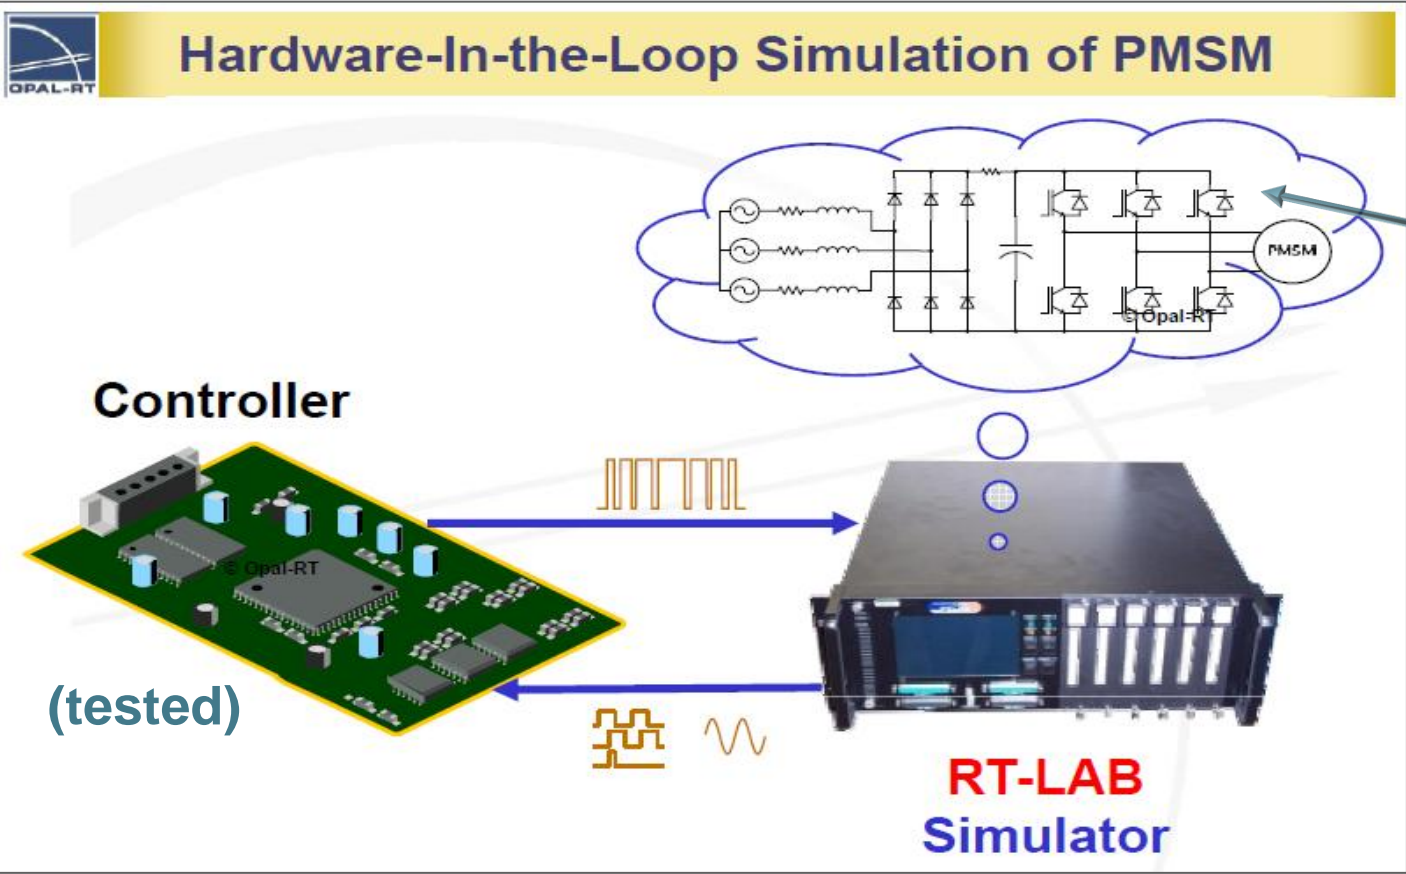 OPAL-RT
Hardware-In-the-Loop Simulation of PMSM
PMSM
© Opal-RT
Controller
© Opal-RT
(tested)
RT-LAB
Simulator